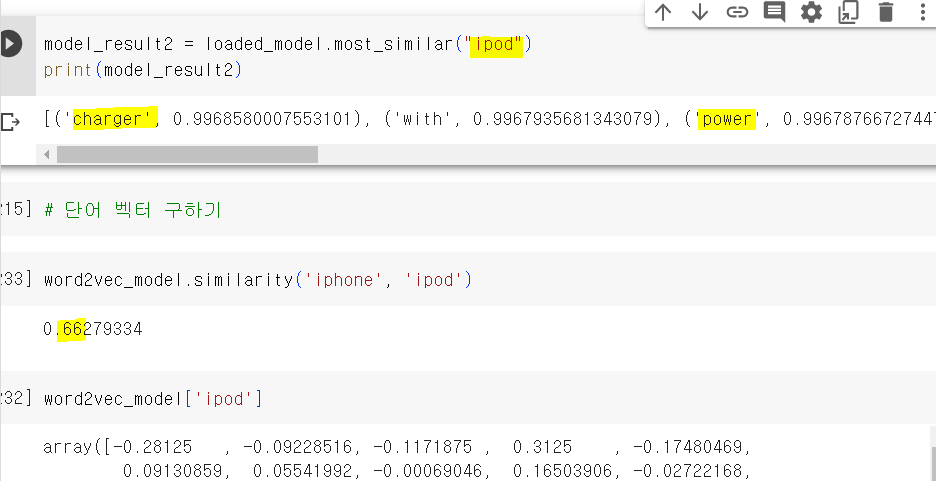 model_result2 = loaded_model.most_similar("ipod")
print(model_result2)
[('charger', 0.9968580007553101), ('with', 0.9967935681343079), ('power', 0.9967876672744
215] # 단어 벡터 구하기
233] word2vec_model.similarity('iphone', 'ipod')
0.66279334
232] word2vec_model['ipod']
array([-0.28125   , -0.09228516, -0.1171875 ,  0.3125    , -0.17480469,
0.09130859,  0.05541992, -0.00069046,  0.16503906, -0.02722168,